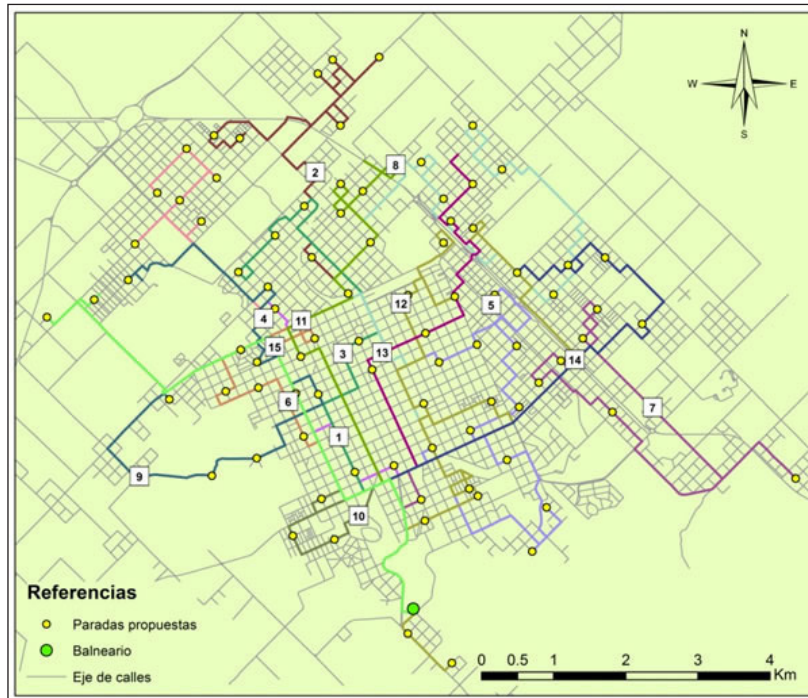 N
W E
S
8
2
12
5
4
11
15
3
13
14
6
7
1
9
10
Referencias
Paradas propuestas
Balneario
Eje de calles
0 0.5 1 2 3 4
Km